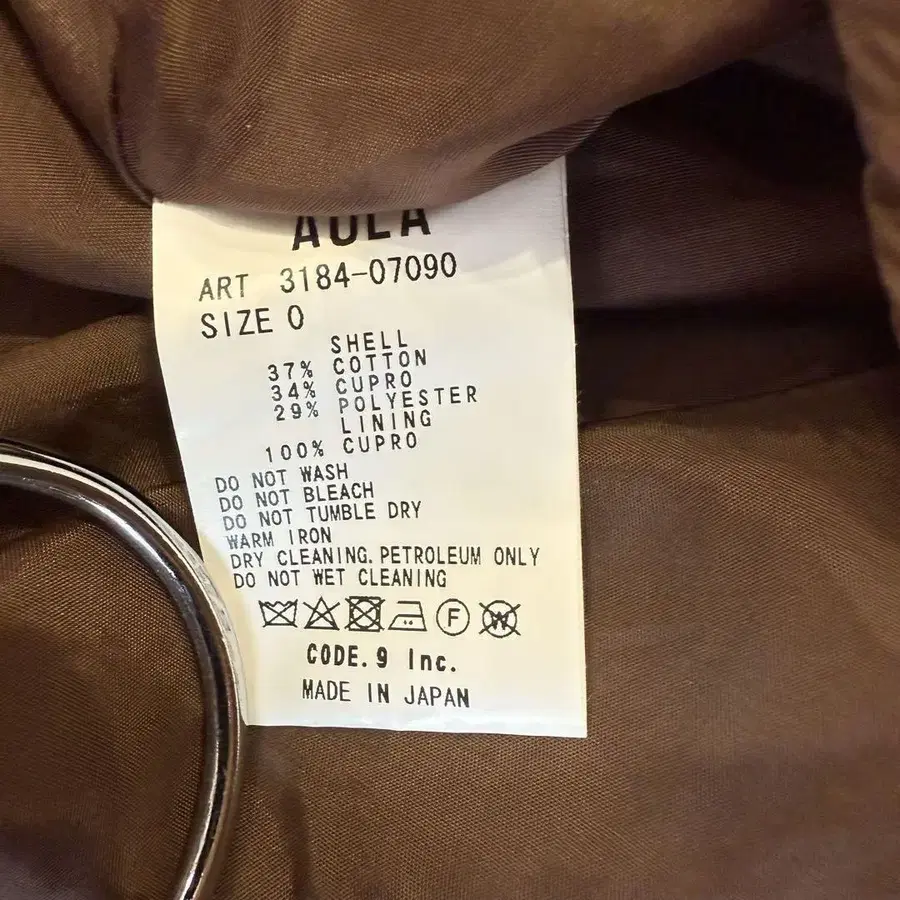 AULA
ART 3184-07090
SIZE 0
SHELL
37% COTTON
34% CUPRO
29% POLYESTER
LINING
100% CUPRO
DO NOT WASH
DO NOT BLEACH
DO NOT TUMBLE DRY
WARM IRON
DRY CLEANING. PETROLEUM ONLY
DO NOT WET CLEANING
F W
CODE. 9 Inc.
MADE IN JAPAN